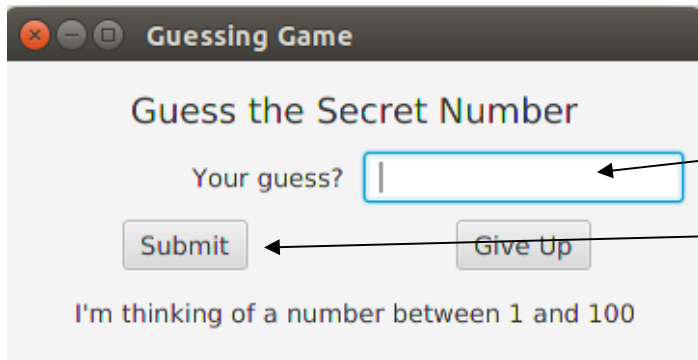 Guessing Game
Guess the Secret Number
Your guess?
Submit Give Up
I'm thinking of a number between 1 and 100